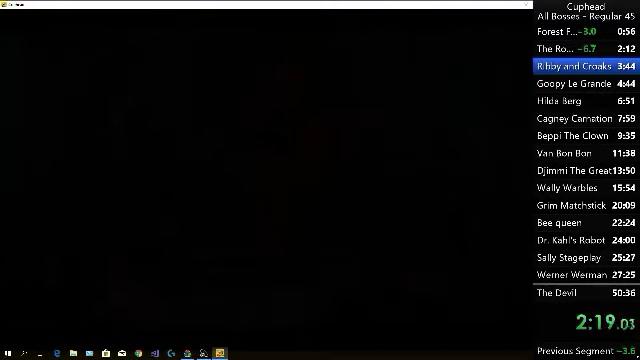 Cuphead
Cuphead
All Bosses - Regular 45
Forest F... −3.0 0:56
The Ro... −6.7 2:12
Ribby and Croaks 3:44
Goopy Le Grande 4:44
Hilda Berg 6:51
Cagney Carnation 7:59
Beppi The Clown 9:35
Van Bon Bon 11:38
Djimmi The Great 13:50
Wally Warbles 15:54
Grim Matchstick 20:09
Bee queen 22:24
Dr. Kahl's Robot 24:00
Sally Stageplay 25:27
Werner Werman 27:25
The Devil 50:36
2:19.03
Previous Segment −3.6